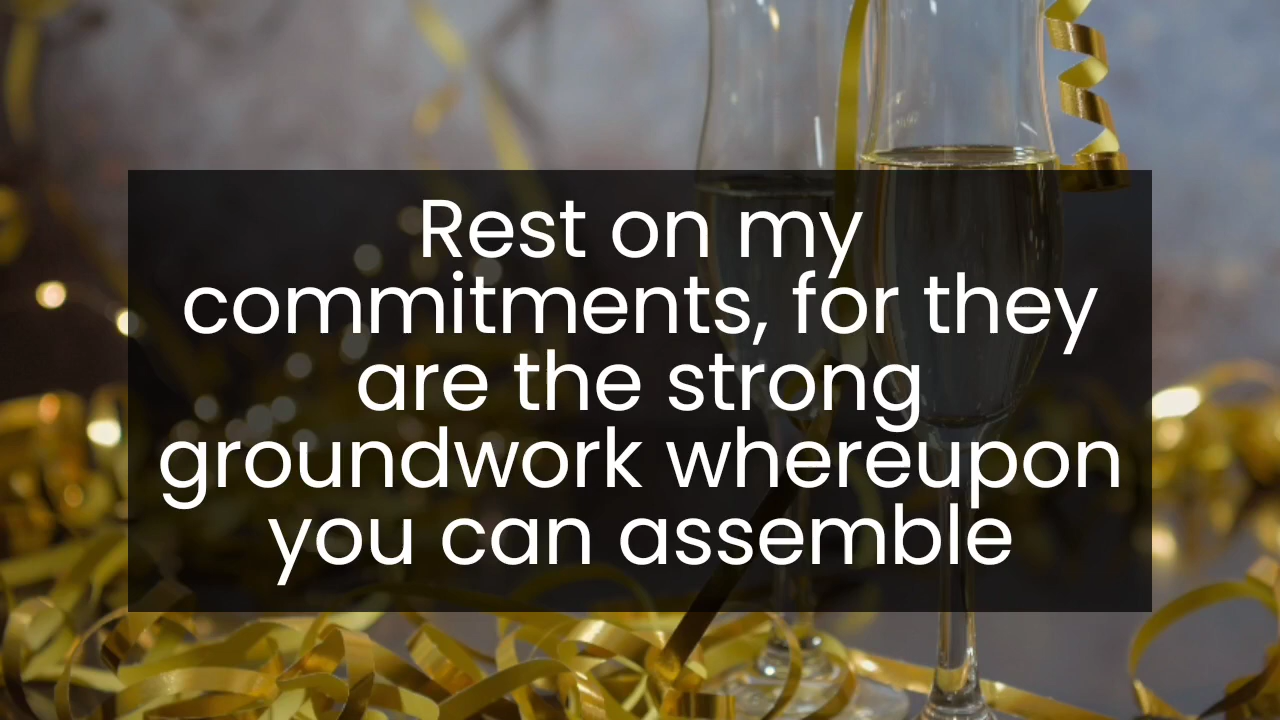 Rest on my
commitments, for they
are the strong
groundwork whereupon
you can assemble